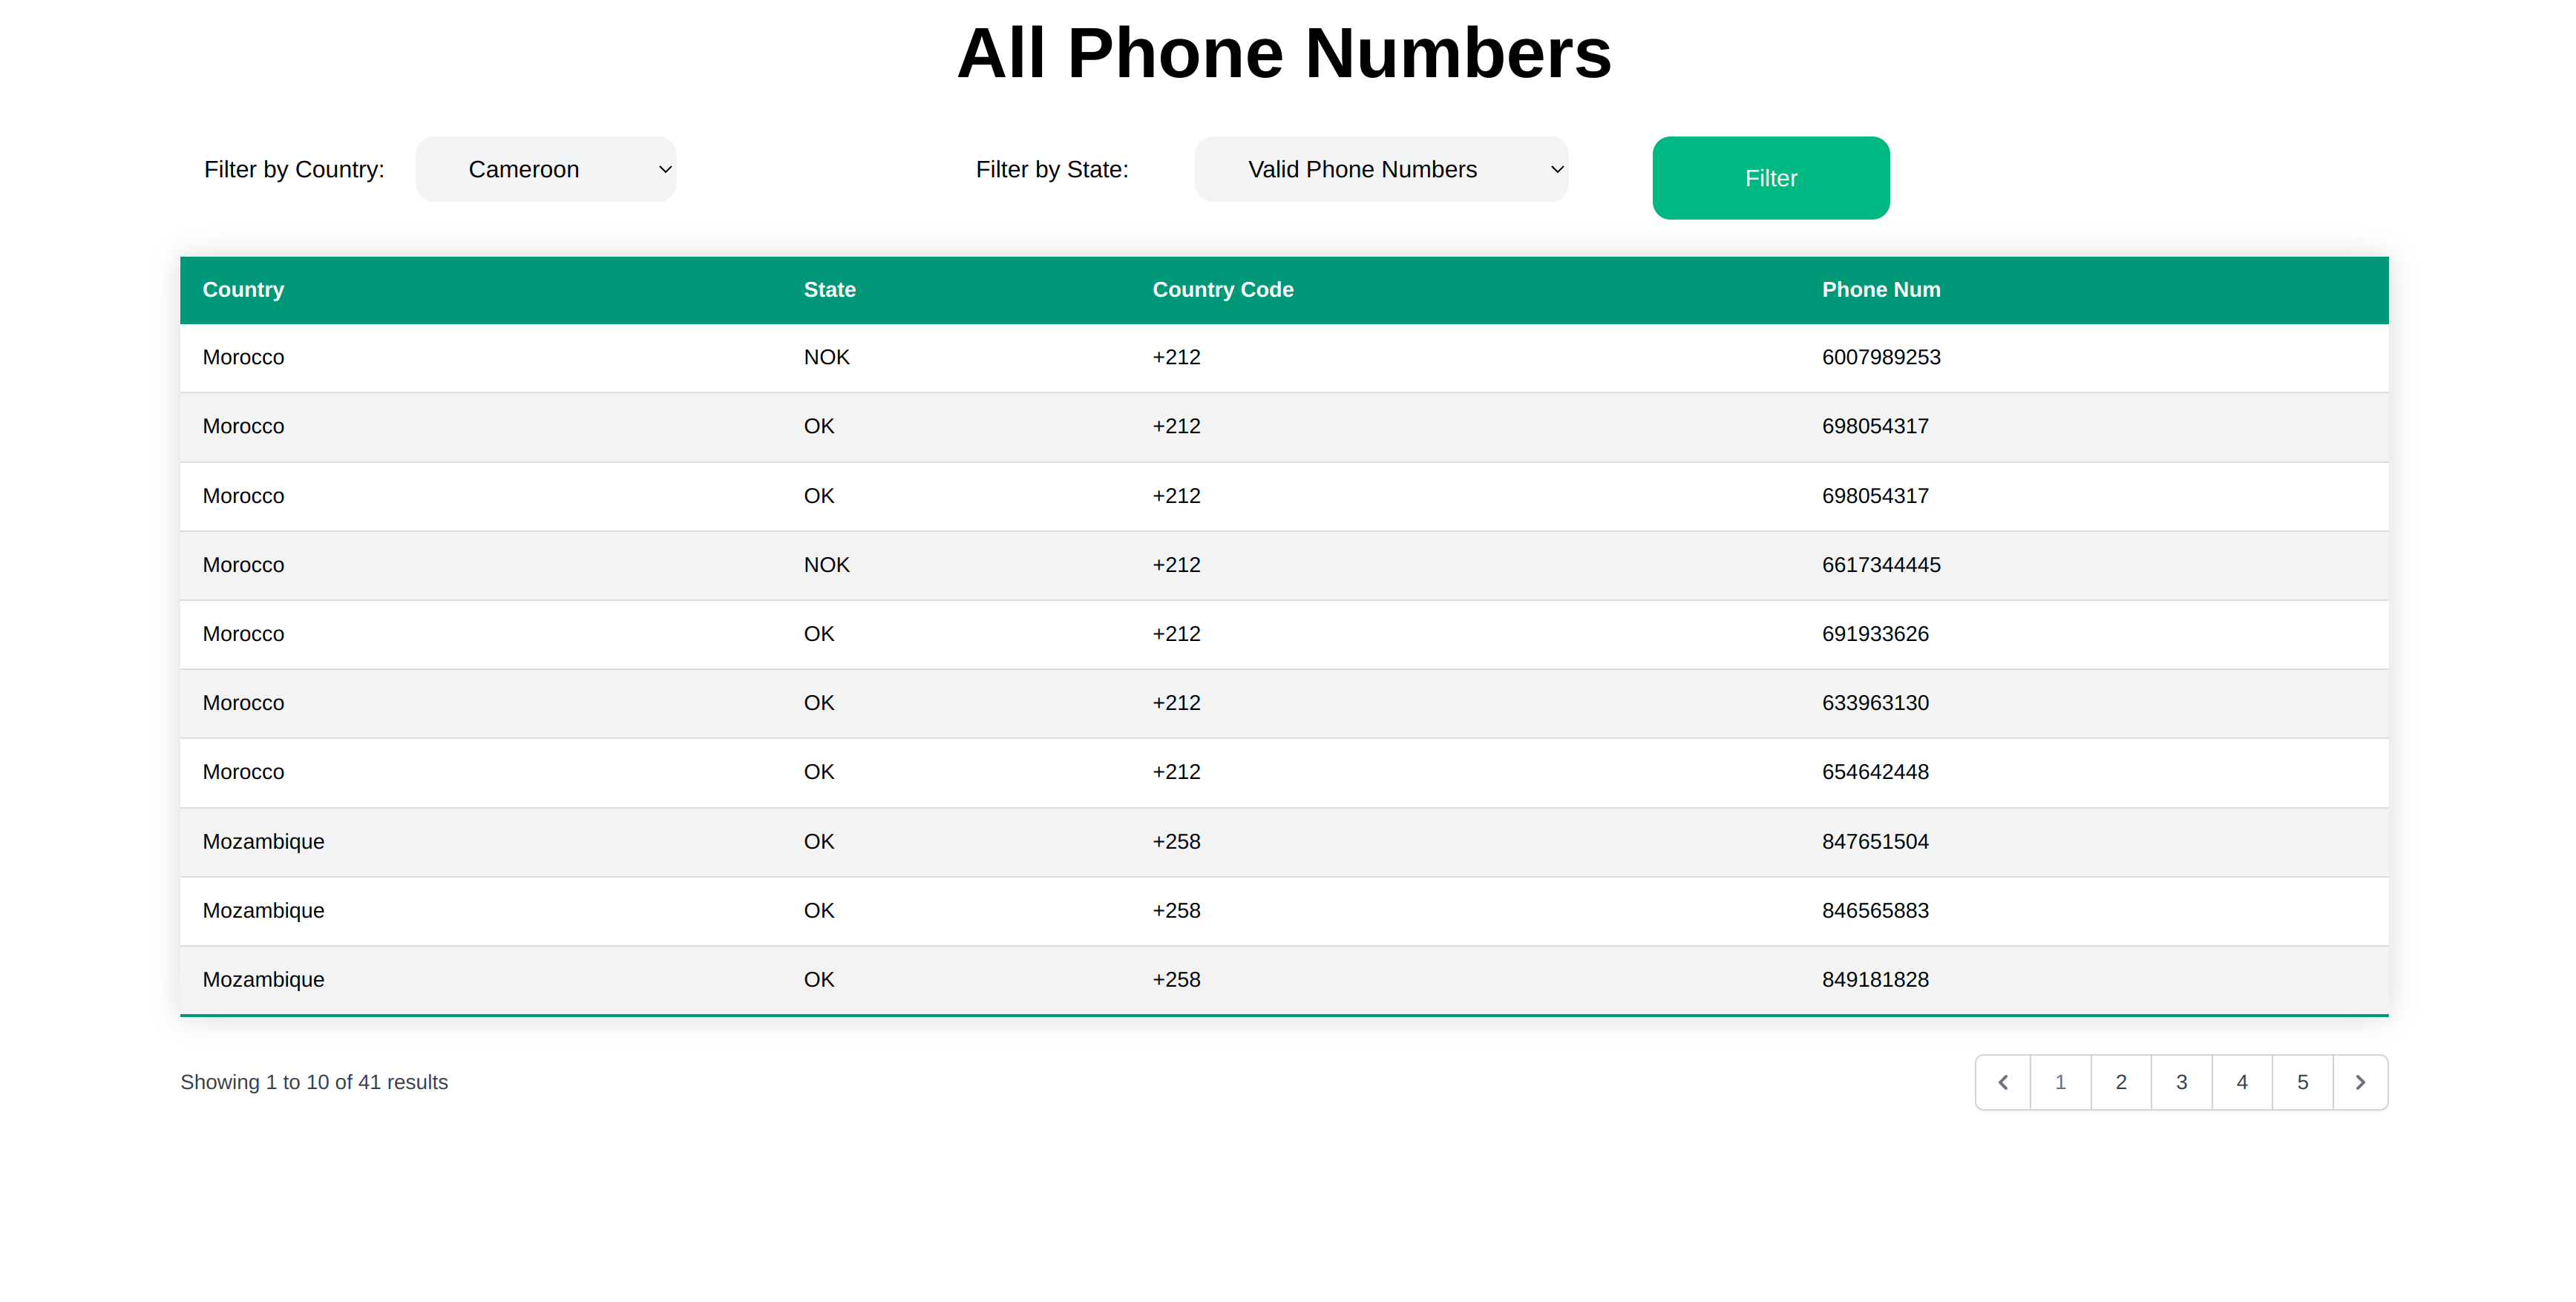 All Phone Numbers
Filter by Country: Cameroon Filter by State: Valid Phone Numbers Filter
Country State Country Code Phone Num
Morocco NOK +212 6007989253
Morocco OK +212 698054317
Morocco OK +212 698054317
Morocco NOK +212 6617344445
Morocco OK +212 691933626
Morocco OK +212 633963130
Morocco OK +212 654642448
Mozambique OK +258 847651504
Mozambique OK +258 846565883
Mozambique OK +258 849181828
Showing 1 to 10 of 41 results 1 2 3 4 5